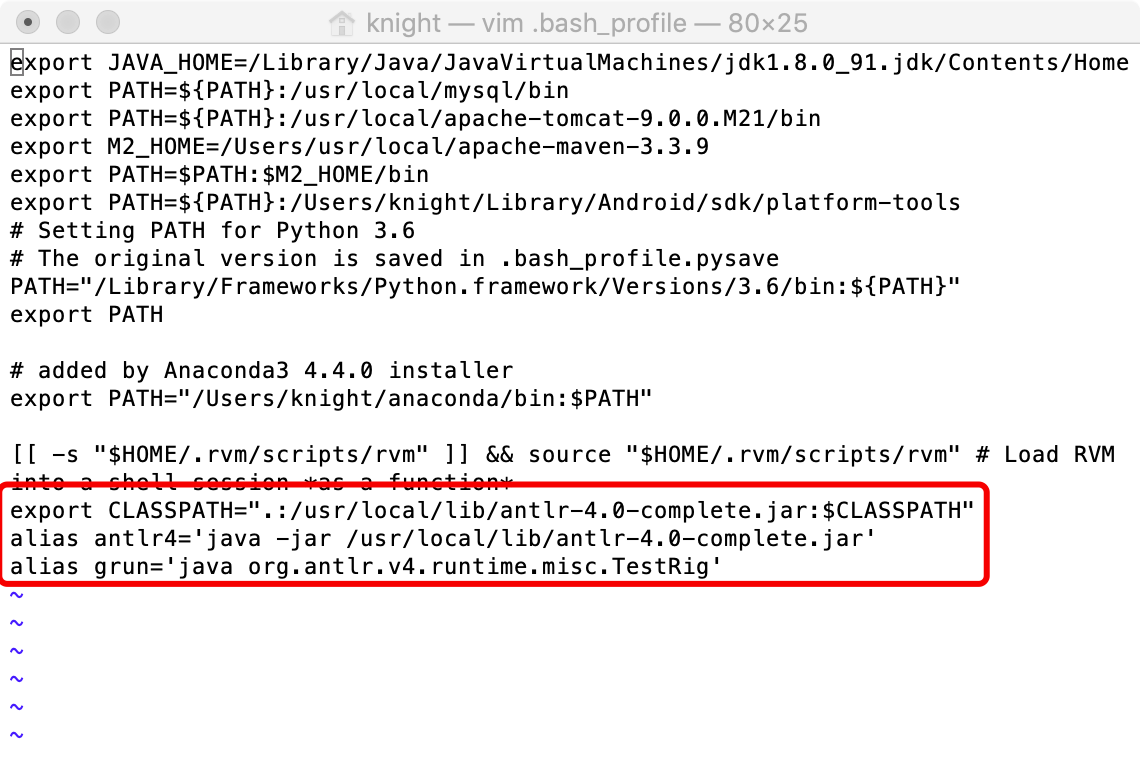 knight — vim .bash_profile — 80×25
export JAVA_HOME=/Library/Java/JavaVirtualMachines/jdk1.8.0_91.jdk/Contents/Home
export PATH=${PATH}:/usr/local/mysql/bin
export PATH=${PATH}:/usr/local/apache-tomcat-9.0.0.M21/bin
export M2_HOME=/Users/usr/local/apache-maven-3.3.9
export PATH=$PATH:$M2_HOME/bin
export PATH=${PATH}:/Users/knight/Library/Android/sdk/platform-tools
# Setting PATH for Python 3.6
# The original version is saved in .bash_profile.pysave
PATH="/Library/Frameworks/Python.framework/Versions/3.6/bin:${PATH}"
export PATH
# added by Anaconda3 4.4.0 installer
export PATH="/Users/knight/anaconda/bin:$PATH"
[[ -s "$HOME/.rvm/scripts/rvm" ]] && source "$HOME/.rvm/scripts/rvm" # Load RVM
into a shell session *as a function*
export CLASSPATH=".:/usr/local/lib/antlr-4.0-complete.jar:$CLASSPATH"
alias antlr4='java -jar /usr/local/lib/antlr-4.0-complete.jar'
alias grun='java org.antlr.v4.runtime.misc.TestRig'
~
~
~
~
~
~